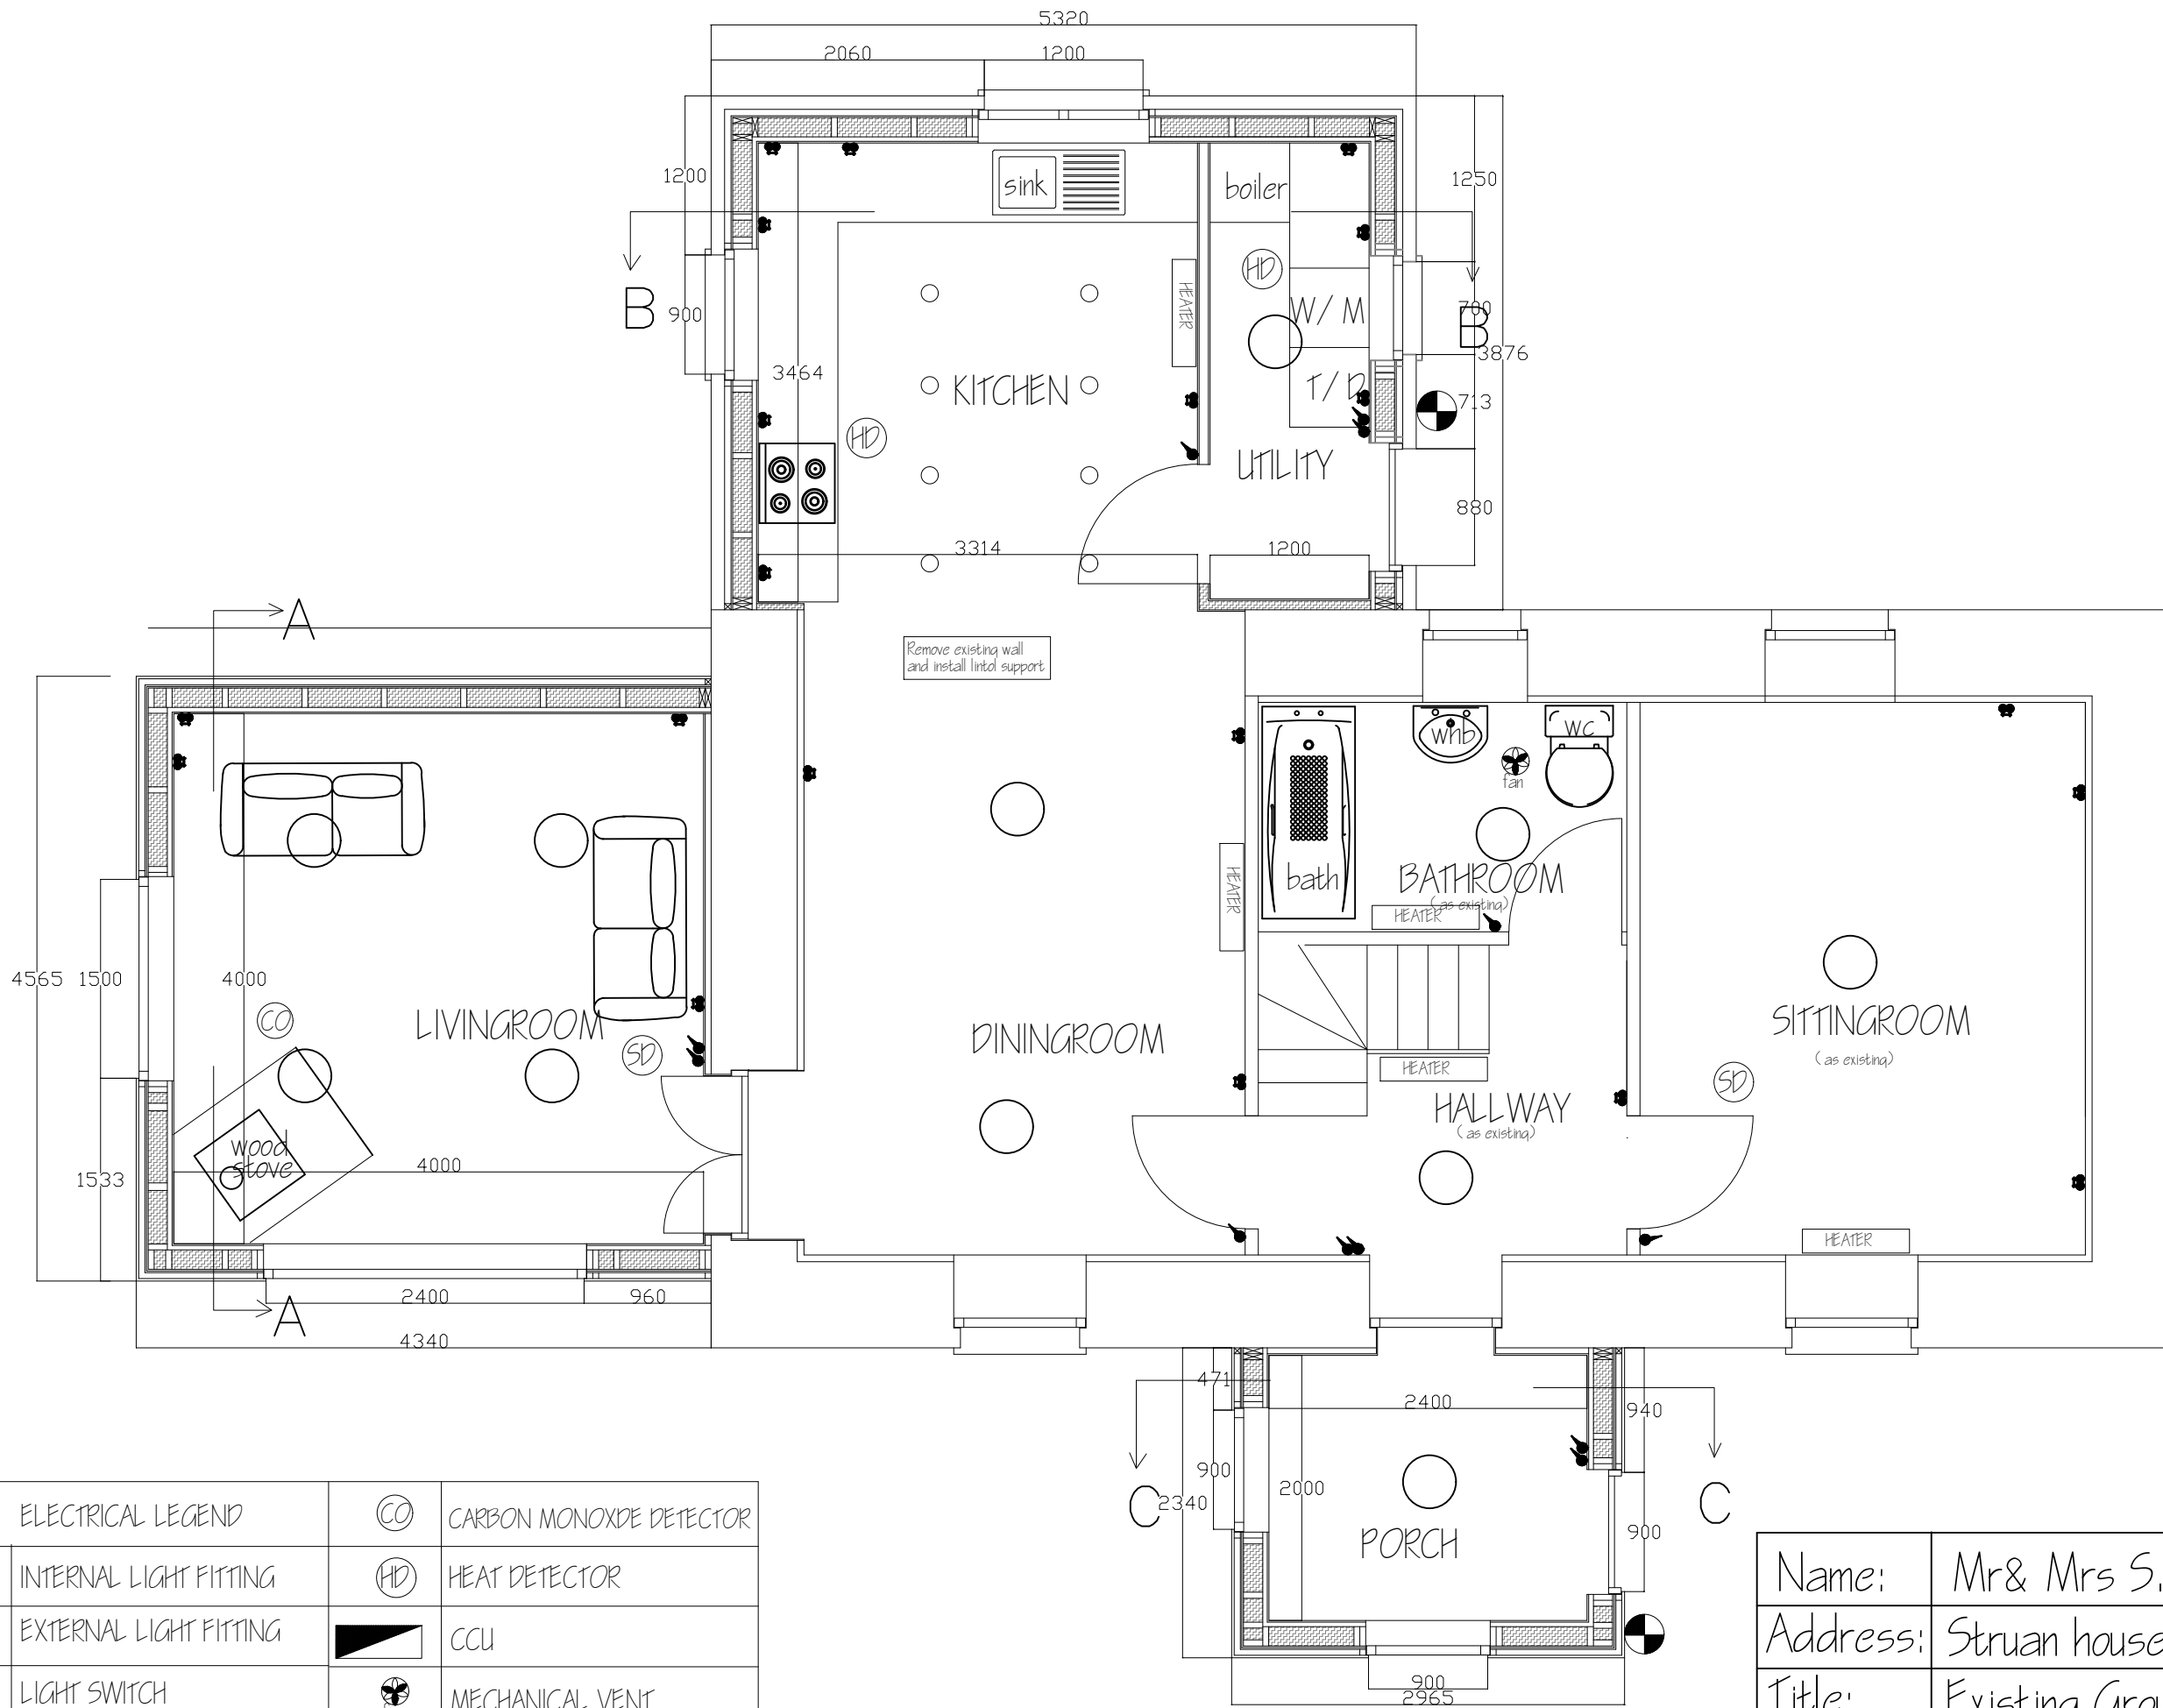 5320
2060
1200
1200
1250
sink
boiler
HD
B
900
HEATER
W/ M
780
B
3876
3464
KITCHEN
T/ D
713
HD
UTILITY
880
3314
1200
A
Remove existing wall
and install lintol support
whb
WC
fan
bath
BATHROOM
(as existing)
HEATER
HEATER
4565
1500
4000
CO
LIVINGROOM
SD
DININGROOM
HEATER
SITTINGROOM
( as existing)
SD
HALLWAY
( as existing)
wood
stove
4000
1533
HEATER
2400
960
A
4340
471
2400
940
C
2340
900
2000
C
900
PORCH
900
2965
ELECTRICAL LEGEND
CO
CARBON MONOXDE DETECTOR
INTERNAL LIGHT FITTING
HD
HEAT DETECTOR
EXTERNAL LIGHT FITTING
CCU
LIGHT SWITCH
MECHANICAL VENT
Name:
Mr& Mrs S.
Address:
Struan house
Title:
Existing Grou